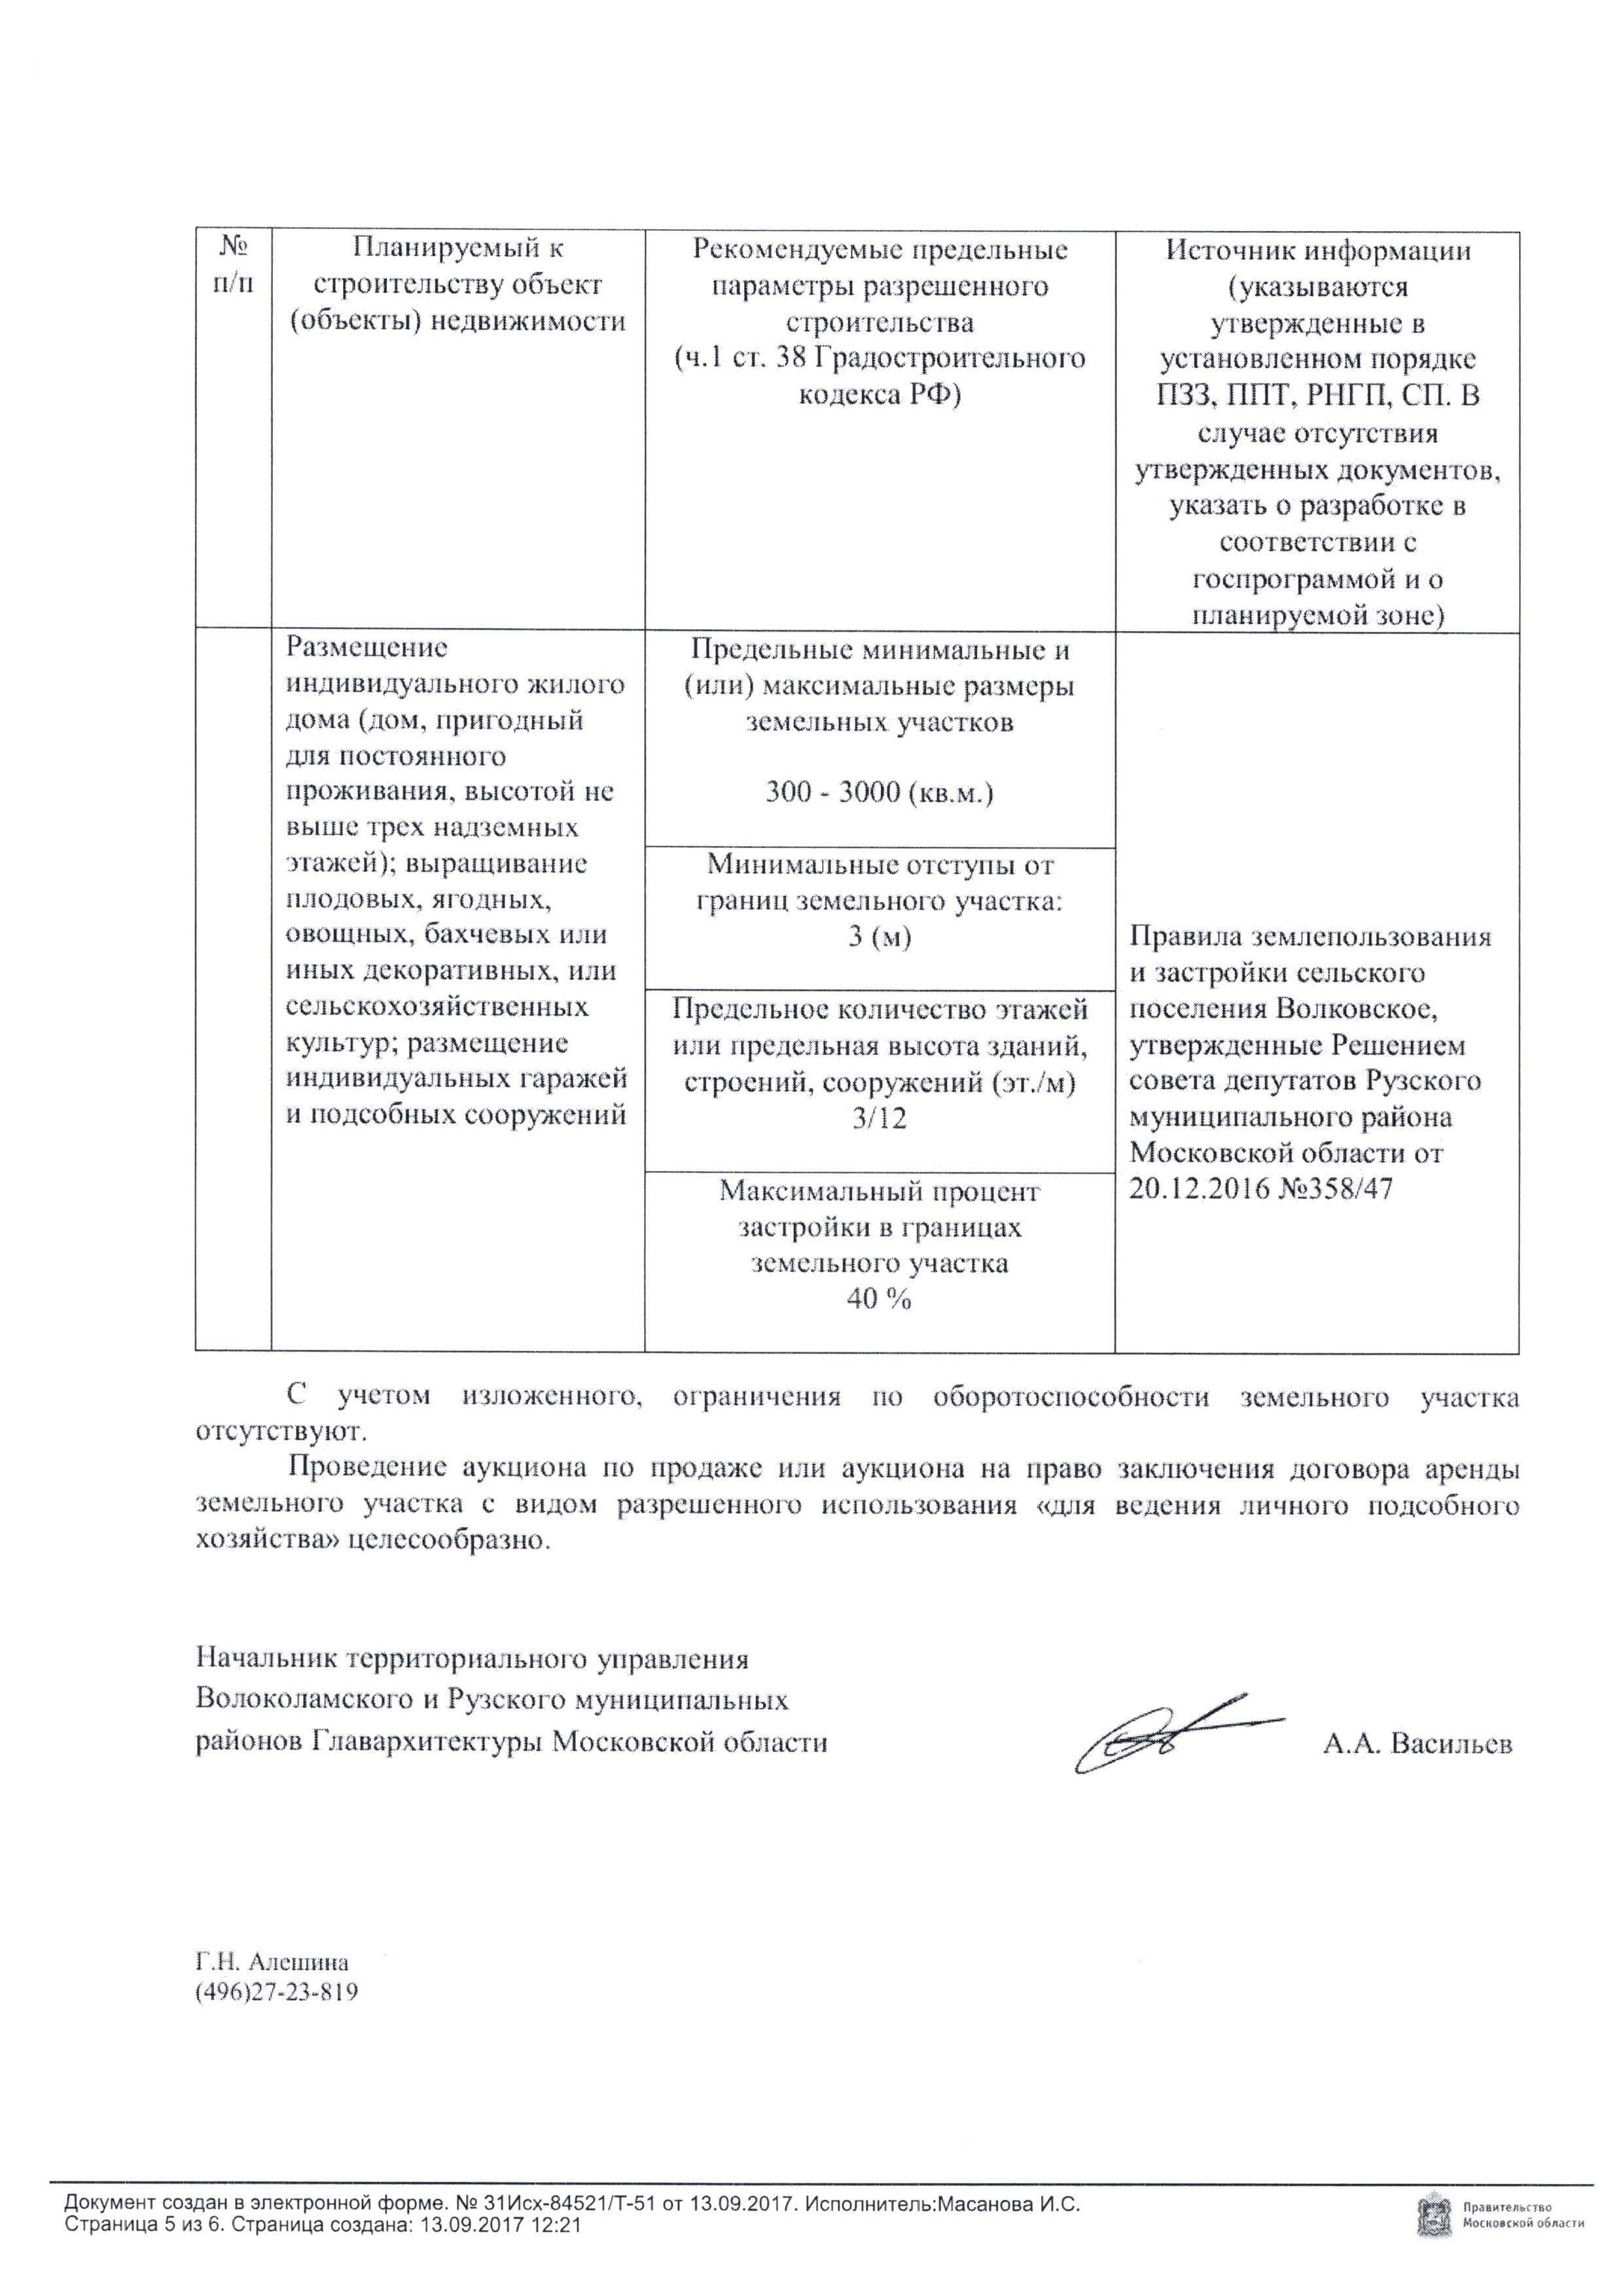 №
п/п
Планируемый к
строительству объект
(объекты) недвижимости
Рекомендуемые предельные
параметры разрешенного
строительства
(ч.1 ст. 38 Градостроительного
кодекса РФ)
Источник информации
(указываются
утвержденные в
установленном порядке
ПЗЗ, ППТ, РНГП, СП. В
случае отсутствия
утвержденных документов,
указать о разработке в
соответствии с
госпрограммой и о
планируемой зоне)
Размещение
индивидуального жилого
дома (дом, пригодный
для постоянного
проживания, высотой не
выше трех надземных
этажей); выращивание
плодовых, ягодных,
овощных, бахчевых или
иных декоративных, или
сельскохозяйственных
культур; размещение
индивидуальных гаражей
и подсобных сооружений
Предельные минимальные и
(или) максимальные размеры
земельных участков
300 - 3000 (кв.м.)
Минимальные отступы от
границ земельного участка:
3 (м)
Предельное количество этажей
или предельная высота зданий,
строений, сооружений (эт./м)
3/12
Максимальный процент
застройки в границах
земельного участка
40 %
Правила землепользования
и застройки сельского
поселения Волковское,
утвержденные Решением
совета депутатов Рузского
муниципального района
Московской области от
20.12.2016 №358/47
С учетом изложенного, ограничения по оборотоспособности земельного участка
отсутствуют.
Проведение аукциона по продаже или аукциона на право заключения договора аренды
земельного участка с видом разрешенного использования «для ведения личного подсобного
хозяйства» целесообразно.
Начальник территориального управления
Волоколамского и Рузского муниципальных
районов Главархитектуры Московской области
А.А. Васильев
Г.Н. Алешина
(496)27-23-819
Документ создан в электронной форме. № 31Исх-84521/Т-51 от 13.09.2017. Исполнитель:Масанова И.С.
Страница 5 из 6. Страница создана: 13.09.2017 12:21
Правительство
Московской области